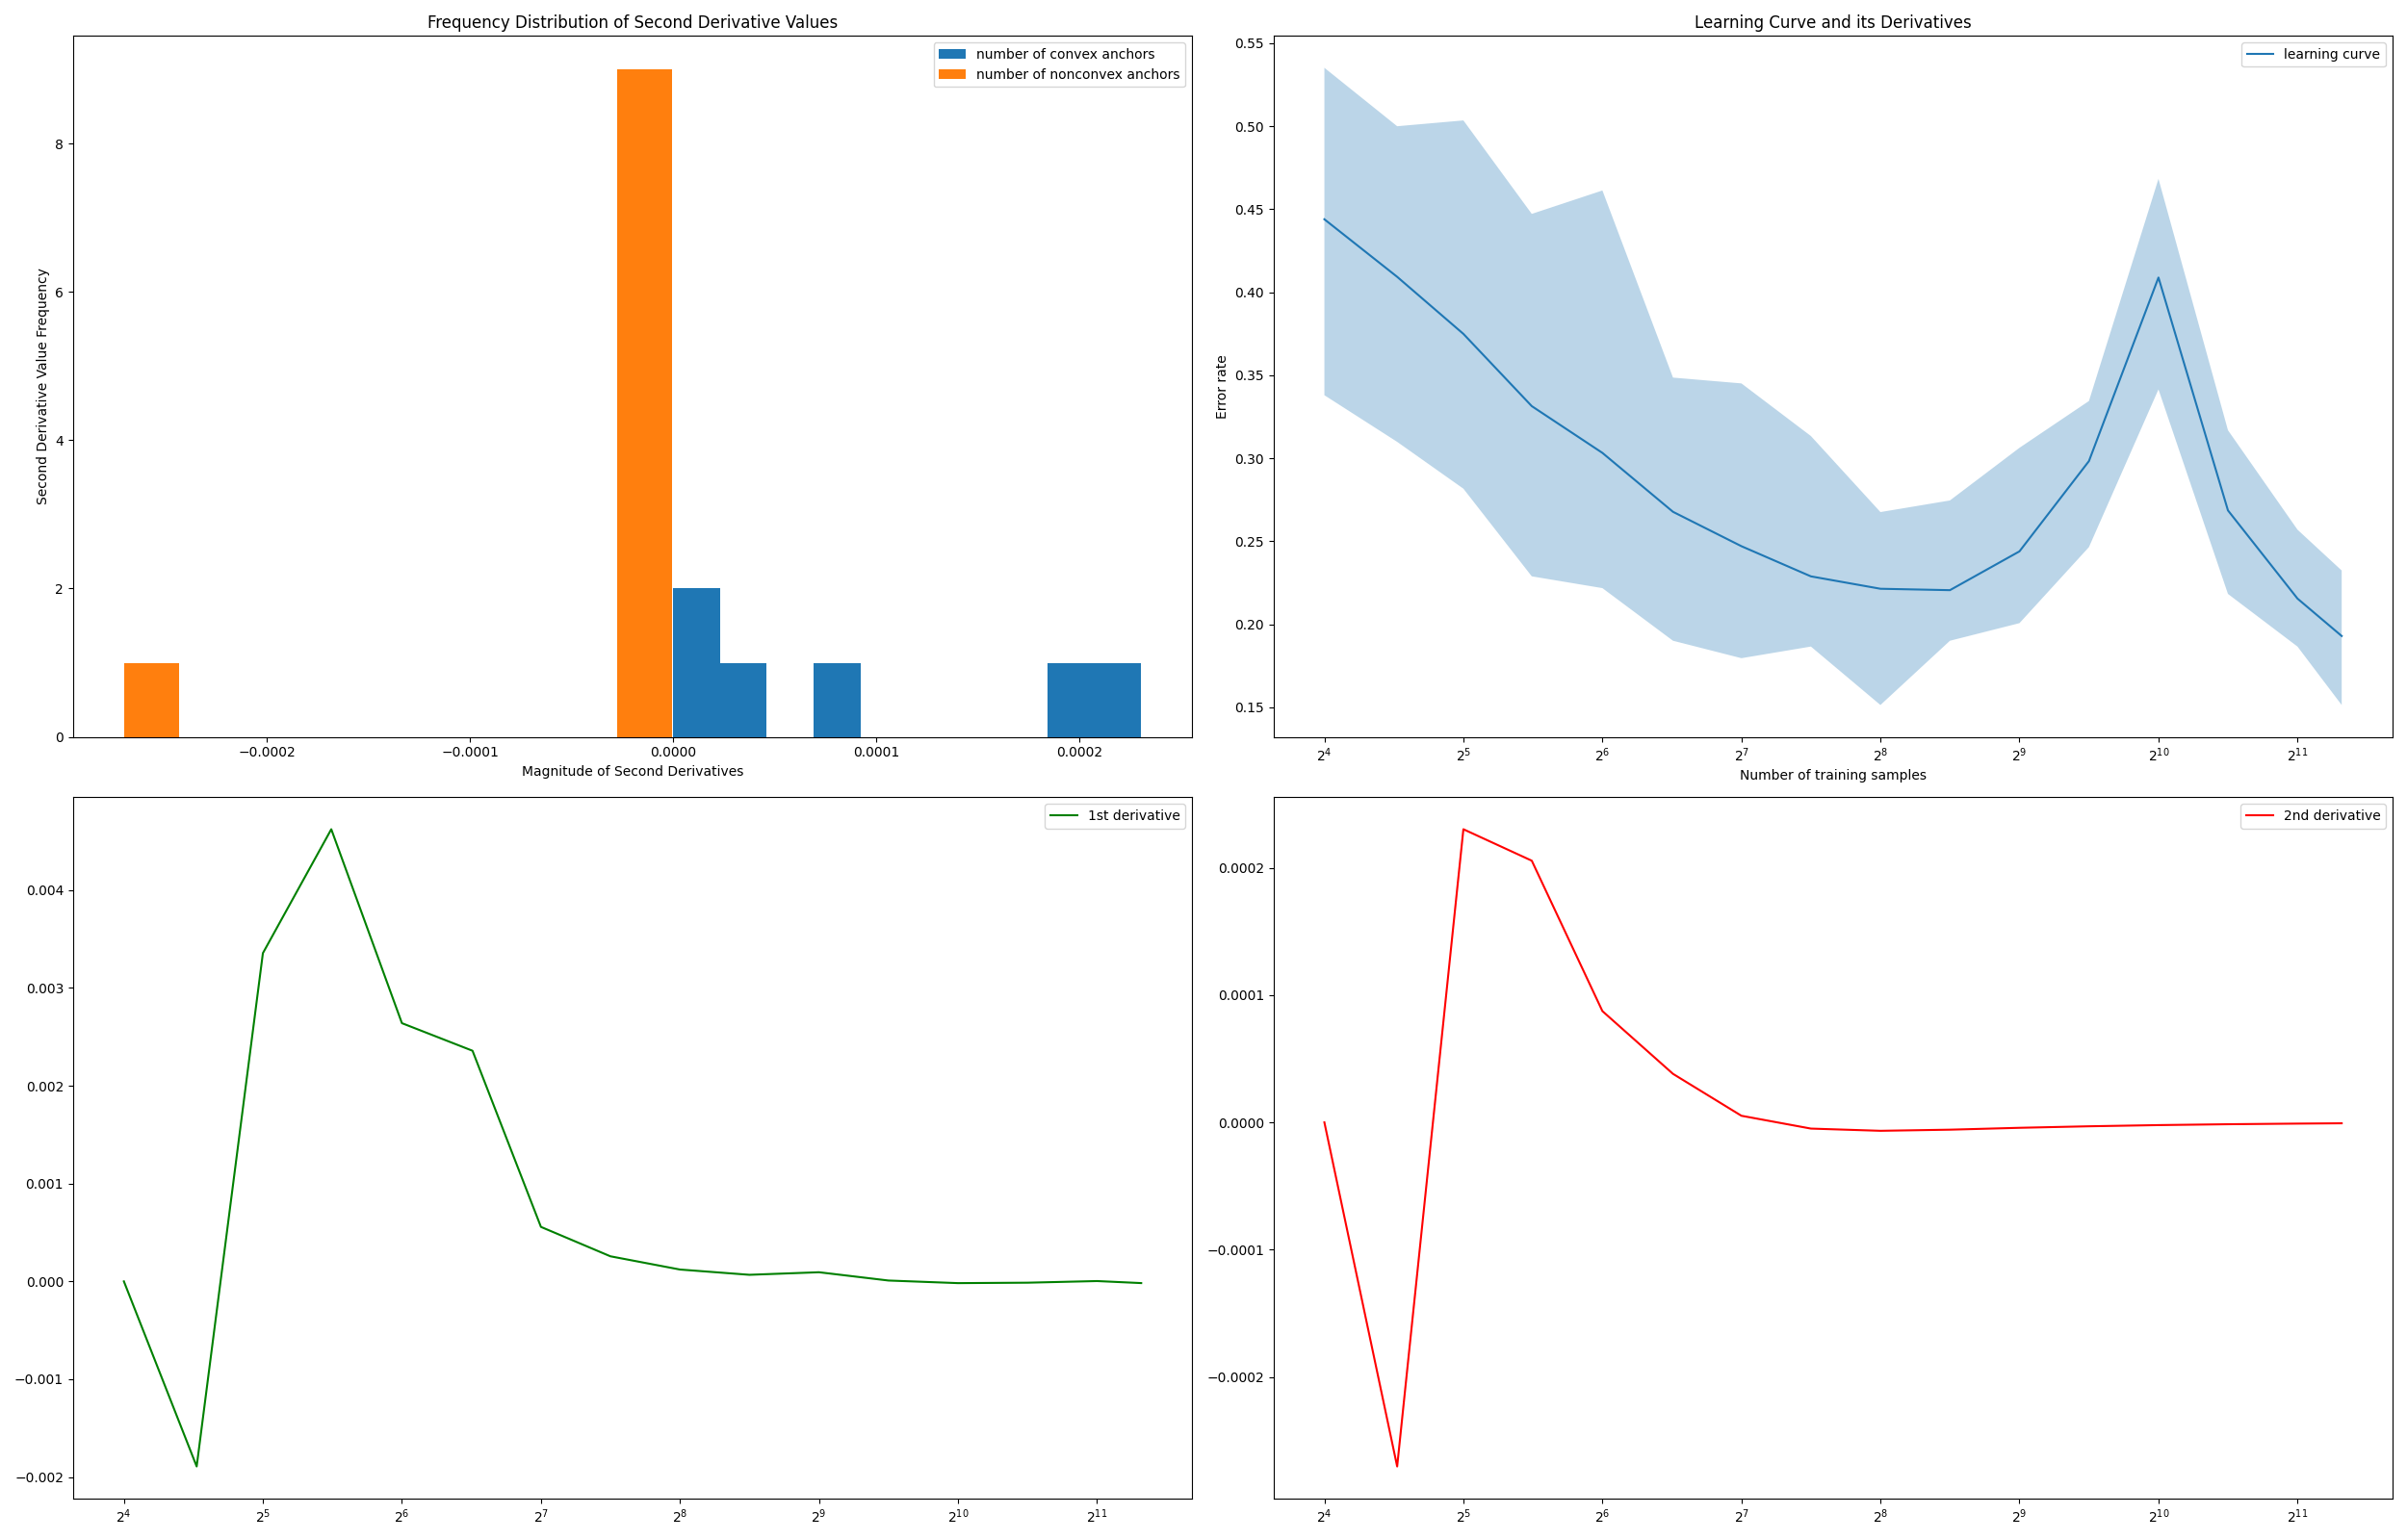 Frequency Distribution of Second Derivative Values
number of convex anchors
number of nonconvex anchors
Second Derivative Value Frequency
8
6
4
2
0
−0.0002 −0.0001 0.0000 0.0001 0.0002
Magnitude of Second Derivatives
Learning Curve and its Derivatives
learning curve
Error rate
0.55
0.50
0.45
0.40
0.35
0.30
0.25
0.20
0.15
2⁴ 2⁵ 2⁶ 2⁷ 2⁸ 2⁹ 2¹⁰ 2¹¹
Number of training samples
1st derivative
0.004
0.003
0.002
0.001
0.000
−0.001
−0.002
2⁴ 2⁵ 2⁶ 2⁷ 2⁸ 2⁹ 2¹⁰ 2¹¹
2nd derivative
0.0002
0.0001
0.0000
−0.0001
−0.0002
2⁴ 2⁵ 2⁶ 2⁷ 2⁸ 2⁹ 2¹⁰ 2¹¹